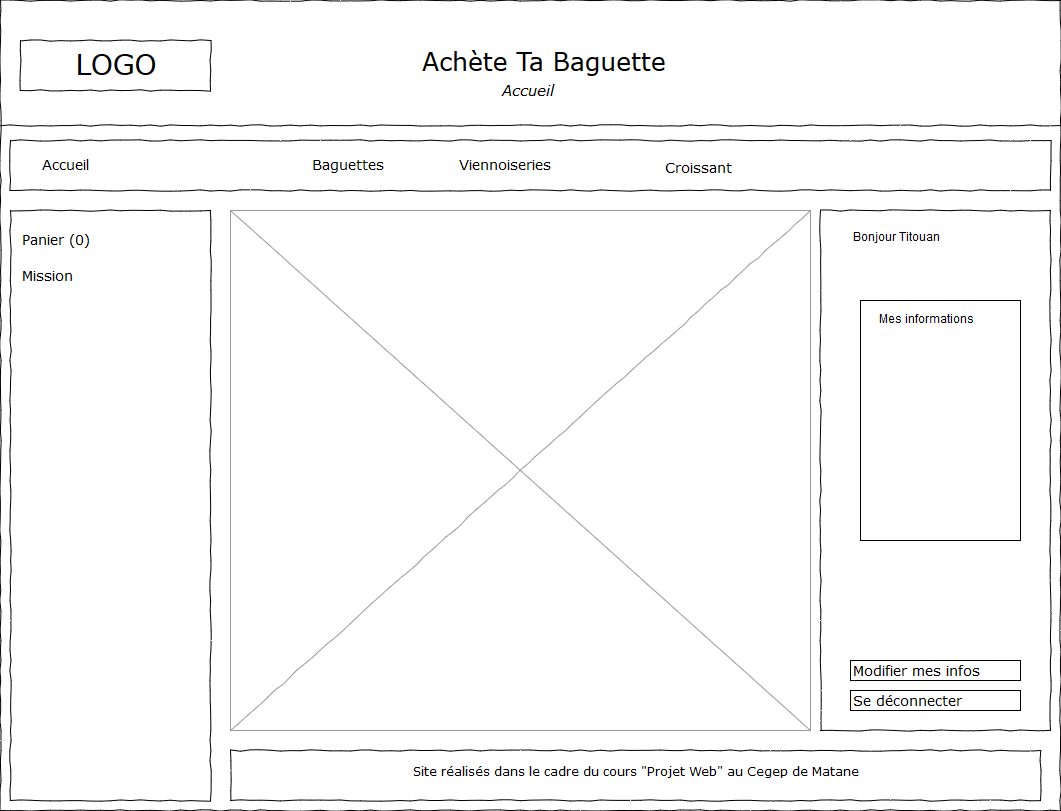 LOGO
Achète Ta Baguette
Accueil
Accueil
Baguettes
Viennoiseries
Croissant
Panier (0)
Mission
Bonjour Titouan
Mes informations
Modifier mes infos
Se déconnecter
Site réalisés dans le cadre du cours "Projet Web" au Cegep de Matane